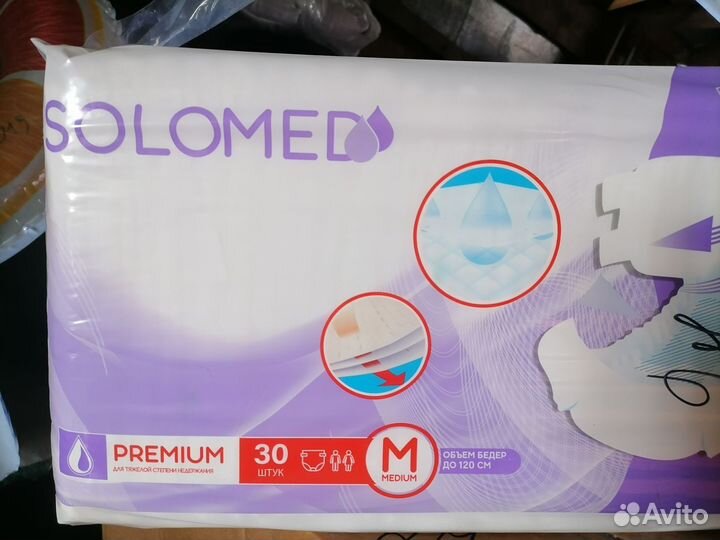 SOLOMED
PREMIUM
ДЛЯ ТЯЖЕЛОЙ СТЕПЕНИ НЕДЕРЖАНИЯ
30
ШТУК
M
MEDIUM
ОБЪЕМ БЕДЕР
ДО 120 СМ
Avito